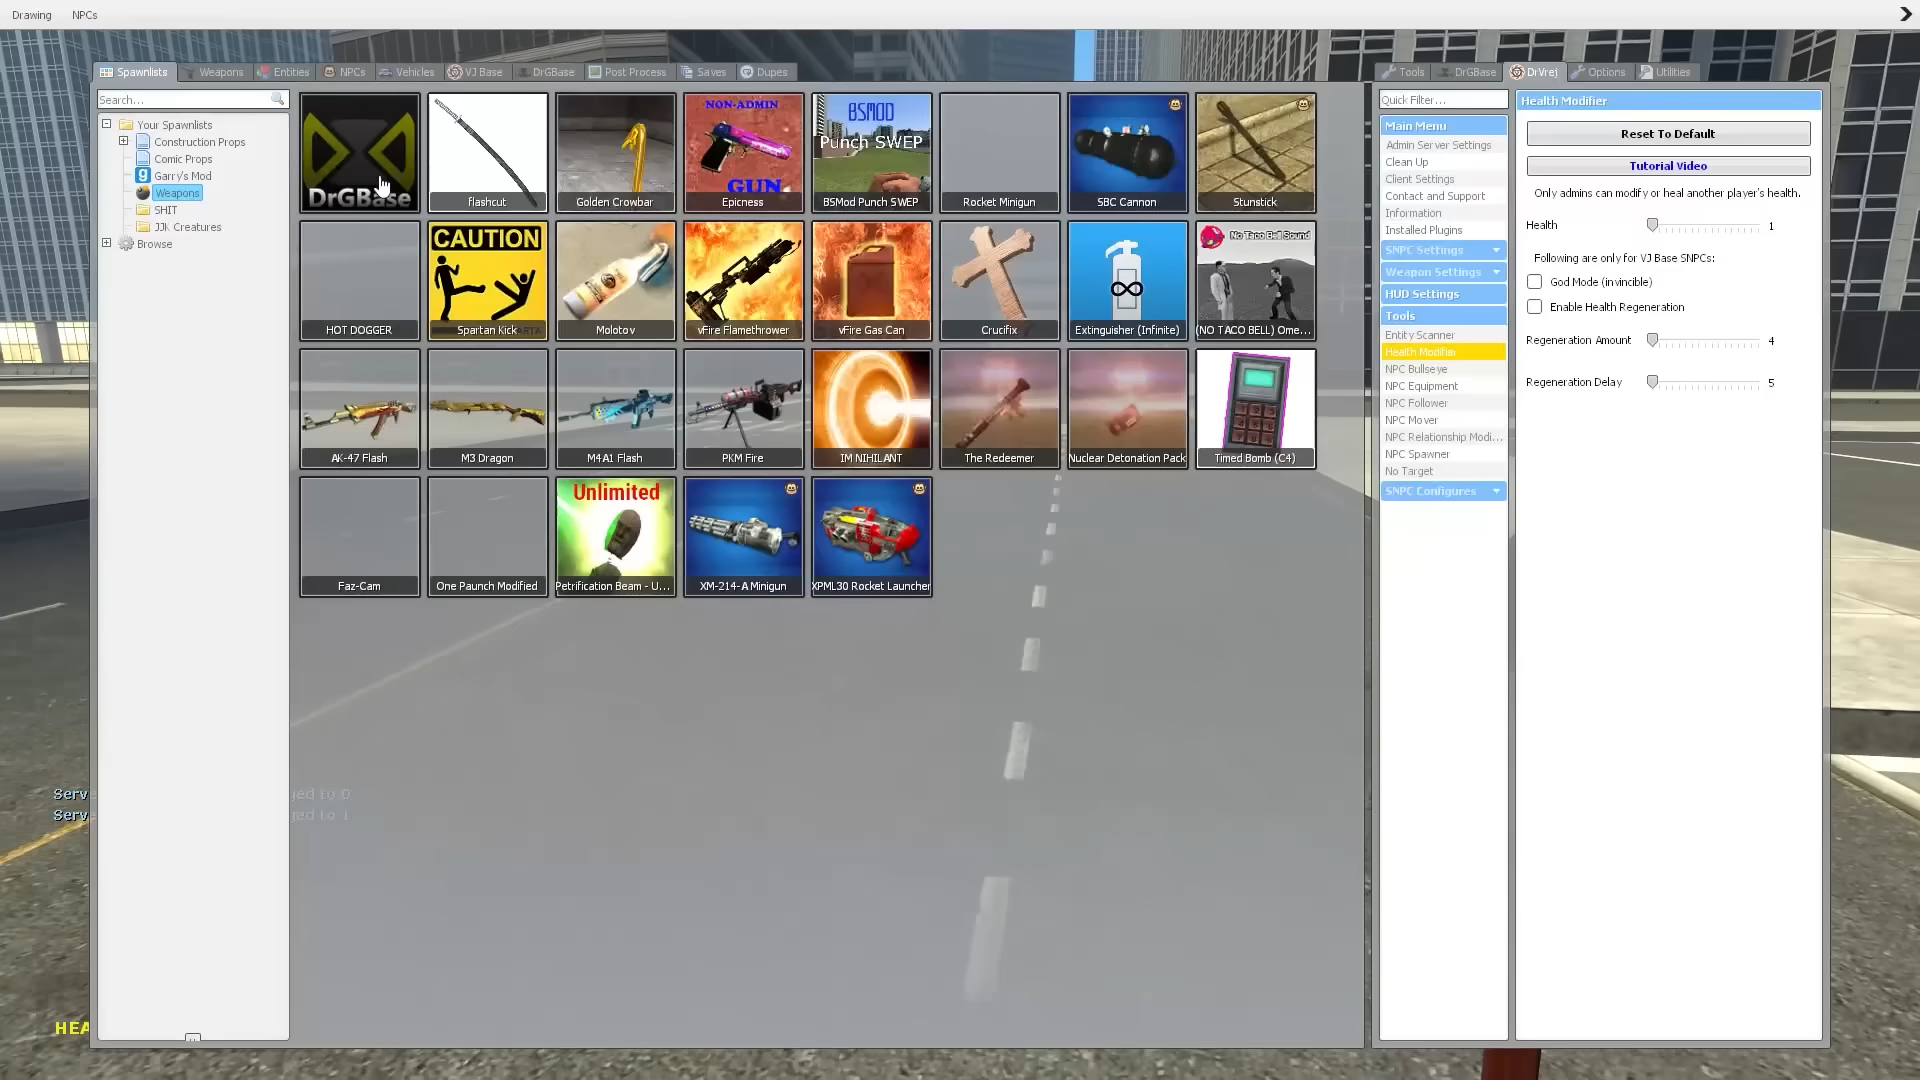 Drawing NPCs
Spawnlists Weapons Entities NPCs Vehicles VJ Base DrGBase Post Process Saves Dupes
Tools DrGBase DrVrej Options Utilities
Search...
Your Spawnlists
Construction Props
Comic Props
Garry's Mod
Weapons
SHIT
JJK Creatures
Browse
DrGBase
flashcut
Golden Crowbar
NON-ADMIN
GUN
Epicness
BSMOD
Punch SWEP
BSMod Punch SWEP
Rocket Minigun
SBC Cannon
Stunstick
HOT DOGGER
CAUTION
Spartan Kick
Molotov
vFire Flamethrower
vFire Gas Can
Crucifix
Extinguisher (Infinite)
No Taco Bell Sound
(NO TACO BELL) Ome...
AK-47 Flash
M3 Dragon
M4A1 Flash
PKM Fire
IM NIHILANT
The Redeemer
Nuclear Detonation Pack
Timed Bomb (C4)
Faz-Cam
One Paunch Modified
Unlimited
Petrification Beam - U...
XM-214-A Minigun
XPML30 Rocket Launcher
Quick Filter...
Main Menu
Admin Server Settings
Clean Up
Client Settings
Contact and Support
Information
Installed Plugins
SNPC Settings
Weapon Settings
HUD Settings
Tools
Entity Scanner
Health Modifier
NPC Bullseye
NPC Equipment
NPC Follower
NPC Mover
NPC Relationship Modi...
NPC Spawner
No Target
SNPC Configures
Health Modifier
Reset To Default
Tutorial Video
Only admins can modify or heal another player's health.
Health 1
Following are only for VJ Base SNPCs:
God Mode (invincible)
Enable Health Regeneration
Regeneration Amount 4
Regeneration Delay 5
Serv ged to 0
Serv ged to 1
HEA